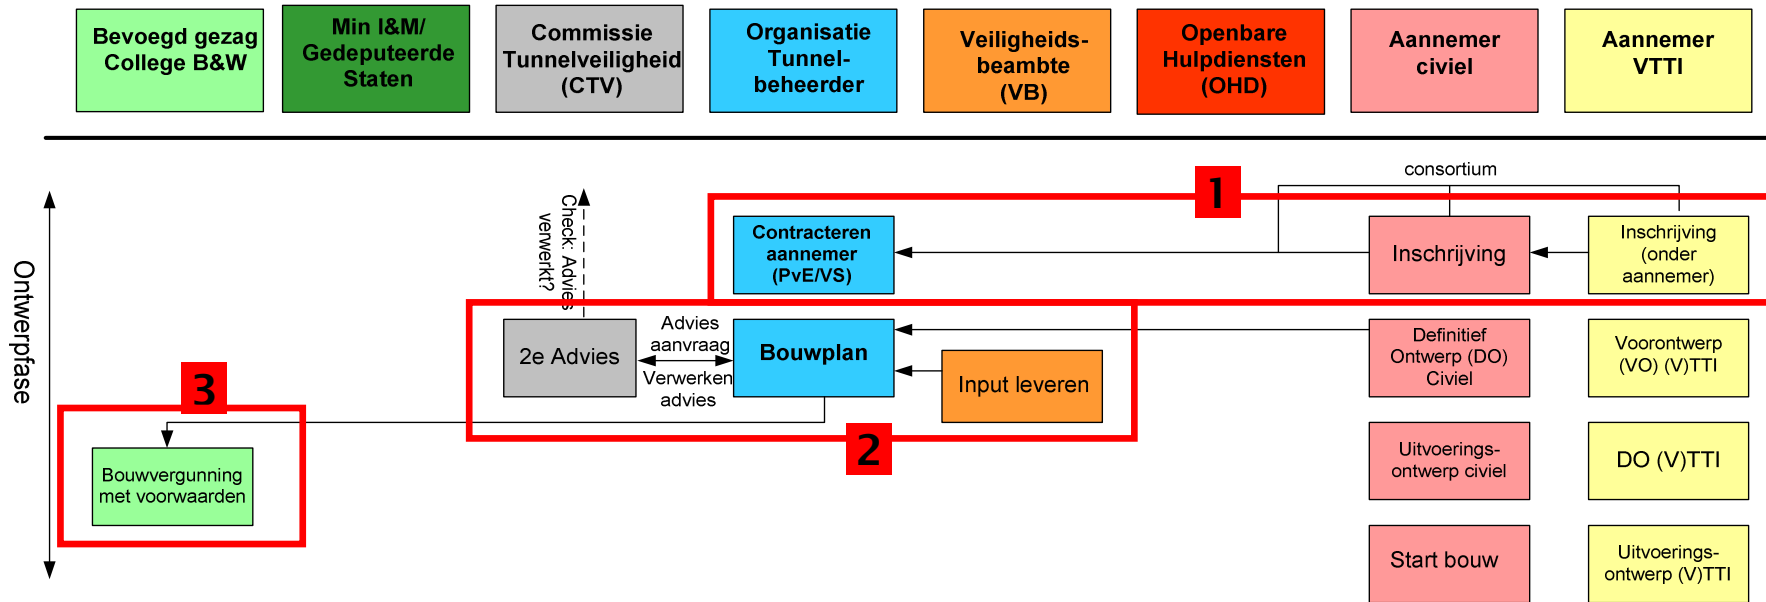 Bevoegd gezag
College B&W
Min I&M/
Gedeputeerde
Staten
Commissie
Tunnelveiligheid
(CTV)
Organisatie
Tunnel-
beheerder
Veiligheids-
beambte
(VB)
Openbare
Hulpdiensten
(OHD)
Aannemer
civiel
Aannemer
VTTI
Ontwerpfase
consortium
1
Check: Advies
verwerkt?
Contracteren
aannemer
(PvE/VS)
Inschrijving
Inschrijving
(onder
aannemer)
2e Advies
Advies
aanvraag
Verwerken
advies
Bouwplan
Input leveren
Definitief
Ontwerp (DO)
Civiel
Voorontwerp
(VO) (V)TTI
3
2
Bouwvergunning
met voorwaarden
Uitvoerings-
ontwerp civiel
DO (V)TTI
Start bouw
Uitvoerings-
ontwerp (V)TTI